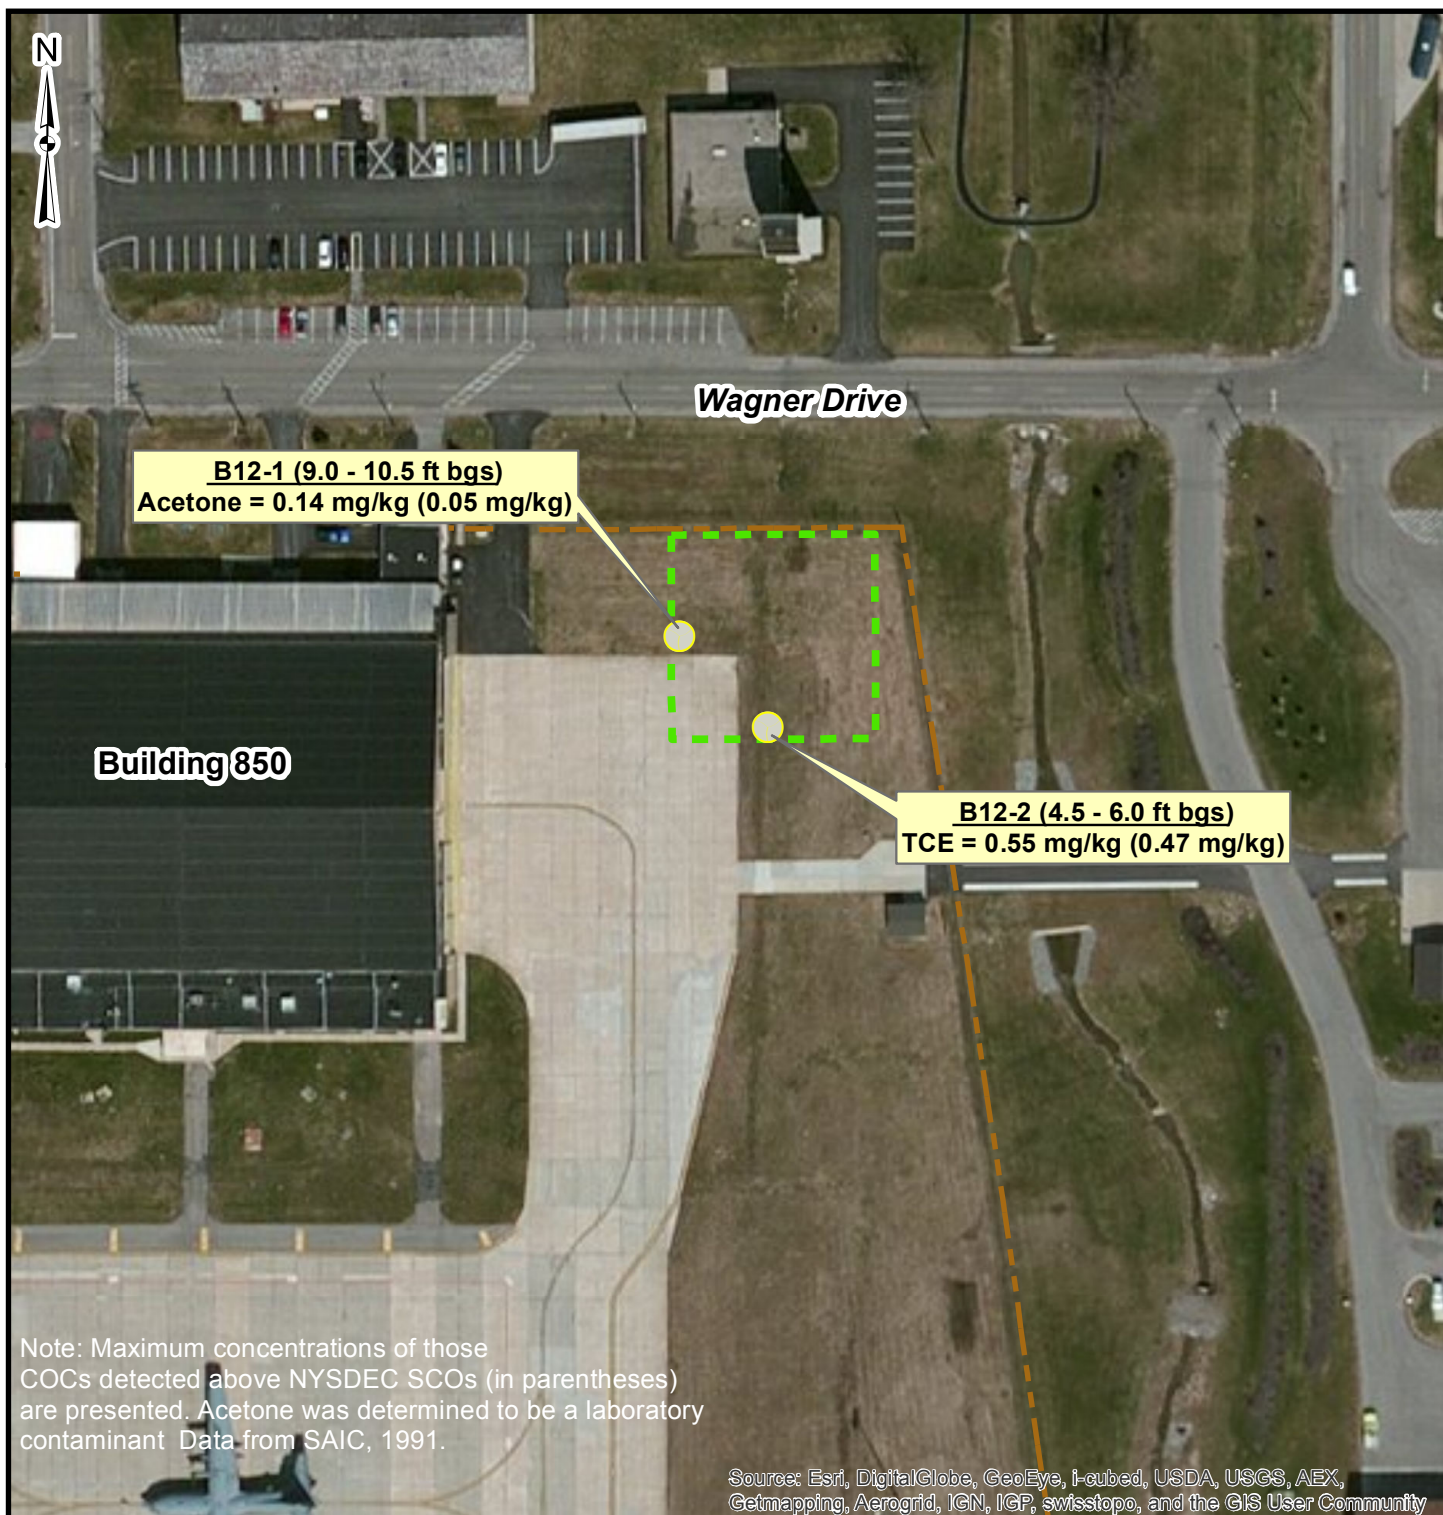 N
Wagner Drive
B12-1 (9.0 - 10.5 ft bgs)
Acetone = 0.14 mg/kg (0.05 mg/kg)
Building 850
B12-2 (4.5 - 6.0 ft bgs)
TCE = 0.55 mg/kg (0.47 mg/kg)
Note: Maximum concentrations of those
COCs detected above NYSDEC SCOs (in parentheses)
are presented. Acetone was determined to be a laboratory
contaminant  Data from SAIC, 1991.
Source: Esri, DigitalGlobe, GeoEye, i-cubed, USDA, USGS, AEX,
Getmapping, Aerogrid, IGN, IGP, swisstopo, and the GIS User Community